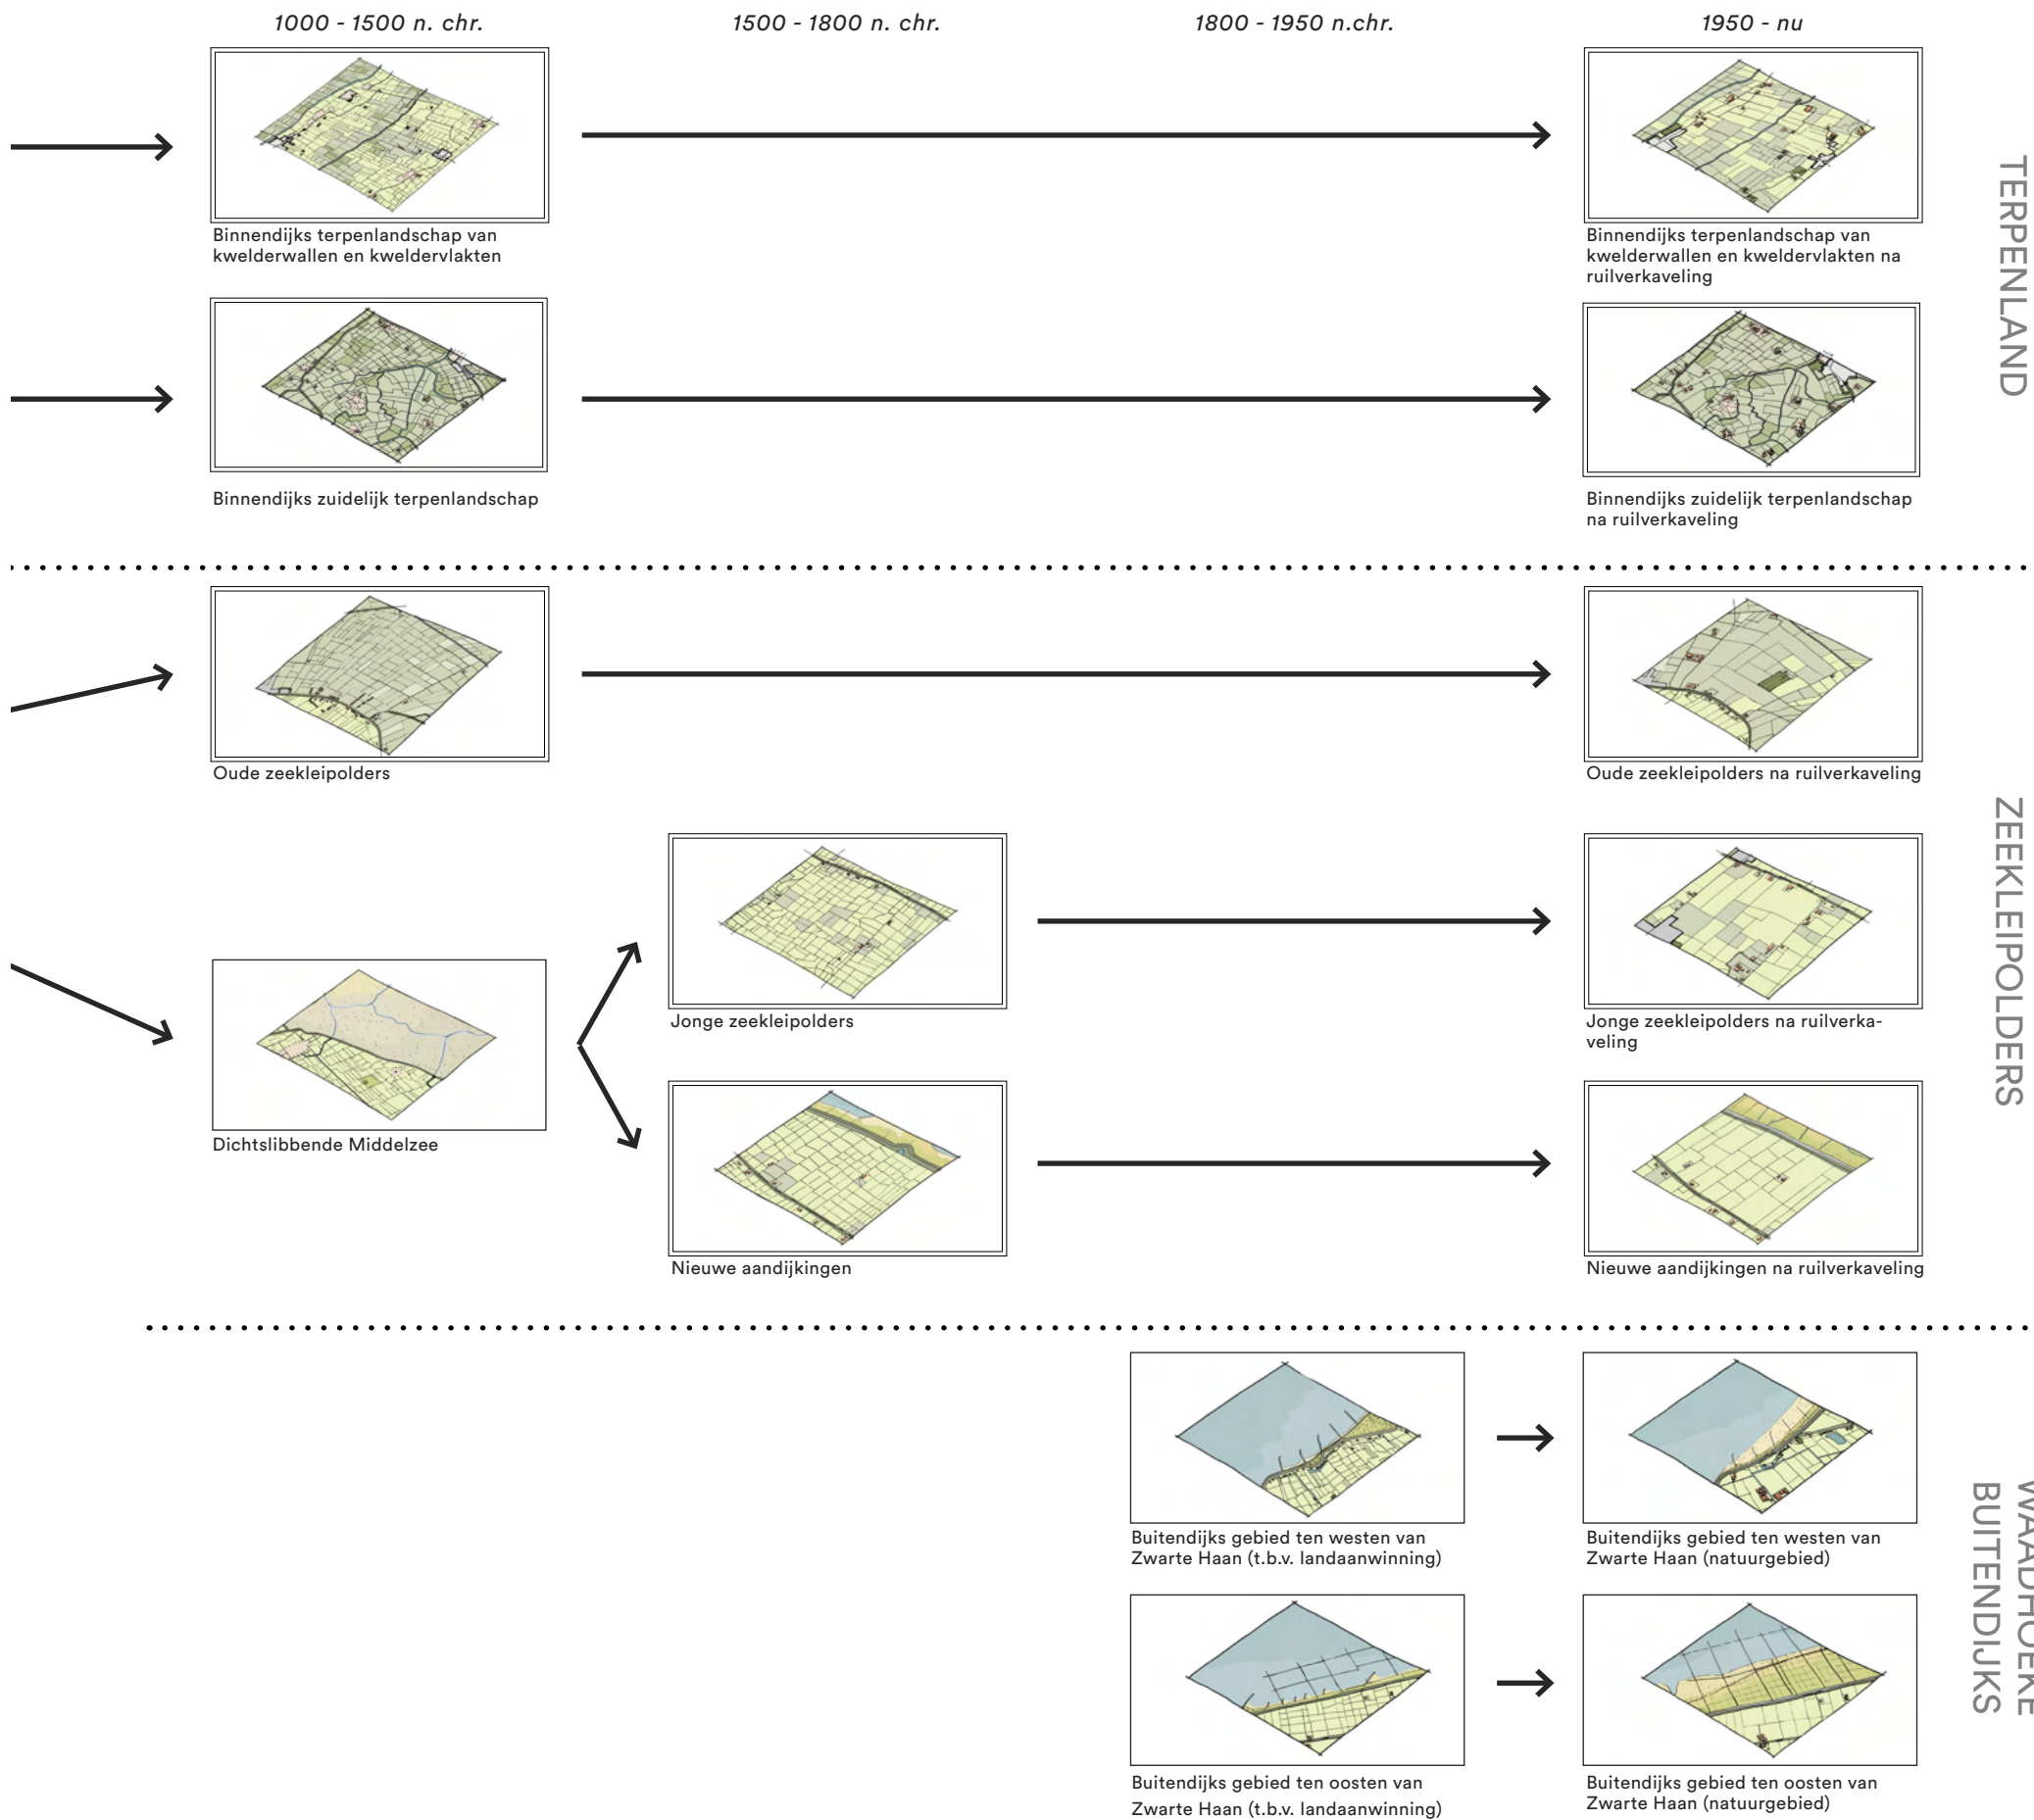 1000 - 1500 n. chr.
1500 - 1800 n. chr.
1800 - 1950 n.chr.
1950 - nu
Binnendijks terpenlandschap van
kwelderwallen en kweldervlakten
Binnendijks terpenlandschap van
kwelderwallen en kweldervlakten na
ruilverkaveling
Binnendijks zuidelijk terpenlandschap
Binnendijks zuidelijk terpenlandschap
na ruilverkaveling
TERPENLAND
Oude zeekleipolders
Oude zeekleipolders na ruilverkaveling
Jonge zeekleipolders
Jonge zeekleipolders na ruilverka-
veling
Dichtslibbende Middelzee
Nieuwe aandijkingen
Nieuwe aandijkingen na ruilverkaveling
ZEEKLEIPOLDERS
Buitendijks gebied ten westen van
Zwarte Haan (t.b.v. landaanwinning)
Buitendijks gebied ten westen van
Zwarte Haan (natuurgebied)
Buitendijks gebied ten oosten van
Zwarte Haan (t.b.v. landaanwinning)
Buitendijks gebied ten oosten van
Zwarte Haan (natuurgebied)
WAADHOEKE
BUITENDIJKS